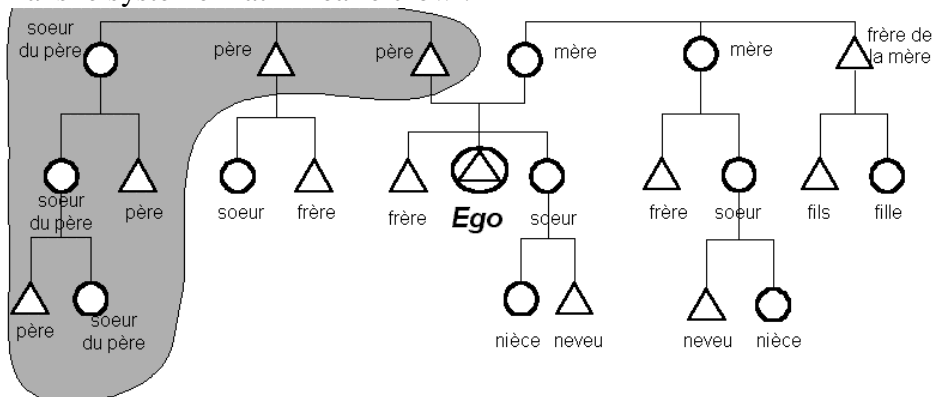 soeur
du père
père
père
mère
mère
frère de
la mère
soeur
du père
père
soeur
frère
frère
Ego
soeur
frère
soeur
fils
fille
père
soeur
du père
nièce
neveu
neveu
nièce